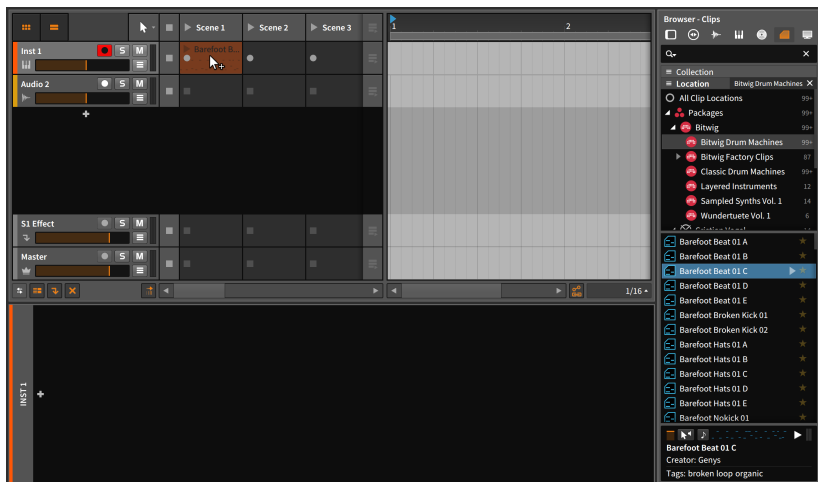 Scene 1
Scene 2
Scene 3
1
2
Inst 1
S
M
Barefoot B...
Audio 2
S
M
S1 Effect
S
M
Master
S
M
1/16
INST 1
Browser - Clips
Collection
Location
Bitwig Drum Machines
All Clip Locations
99+
Packages
99+
Bitwig
99+
Bitwig Drum Machines
99+
Bitwig Factory Clips
87
Classic Drum Machines
99+
Layered Instruments
12
Sampled Synths Vol. 1
14
Wundertuete Vol. 1
6
Barefoot Beat 01 A
Barefoot Beat 01 B
Barefoot Beat 01 C
Barefoot Beat 01 D
Barefoot Beat 01 E
Barefoot Broken Kick 01
Barefoot Broken Kick 02
Barefoot Hats 01 A
Barefoot Hats 01 B
Barefoot Hats 01 C
Barefoot Hats 01 D
Barefoot Hats 01 E
Barefoot Nokick 01
Barefoot Beat 01 C
Creator: Genys
Tags: broken loop organic